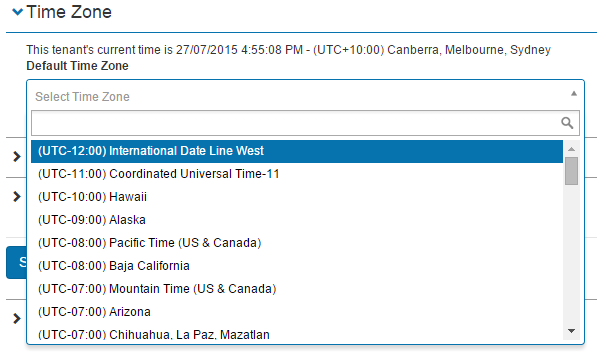 Time Zone
This tenant's current time is 27/07/2015 4:55:08 PM - (UTC+10:00) Canberra, Melbourne, Sydney
Default Time Zone
Select Time Zone
(UTC-12:00) International Date Line West
(UTC-11:00) Coordinated Universal Time-11
(UTC-10:00) Hawaii
(UTC-09:00) Alaska
(UTC-08:00) Pacific Time (US & Canada)
(UTC-08:00) Baja California
(UTC-07:00) Mountain Time (US & Canada)
(UTC-07:00) Arizona
(UTC-07:00) Chihuahua, La Paz, Mazatlan